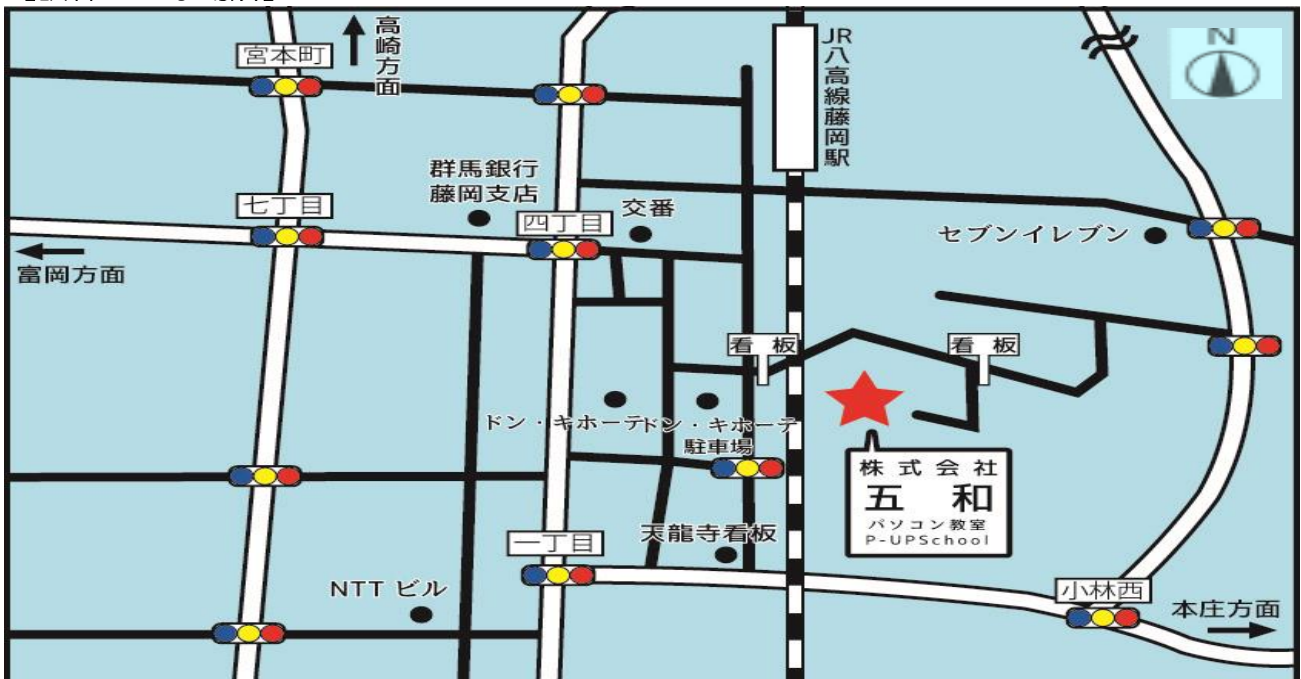 高崎方面
宮本町
JR八高線藤岡駅
N
群馬銀行
藤岡支店
七丁目
四丁目
交番
セブンイレブン
富岡方面
看板
看板
ドン・キホーテ
ドン・キホーテ
駐車場
株式会社
五和
パソコン教室
P-UPSchool
天龍寺看板
一丁目
NTTビル
小林西
本庄方面